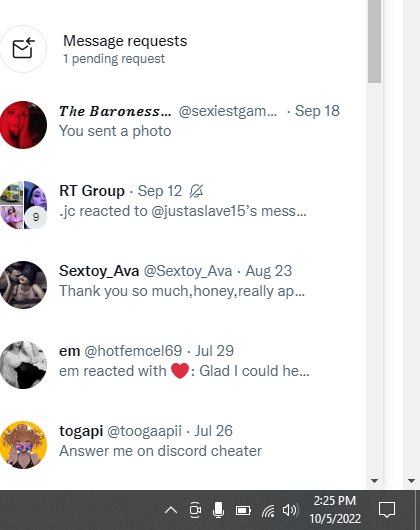 Message requests
1 pending request
The Baroness... @sexiestgam... · Sep 18
You sent a photo
RT Group · Sep 12
9
.jc reacted to @justaslave15's mess...
Sextoy_Ava @Sextoy_Ava · Aug 23
Thank you so much,honey,really ap...
em @hotfemcel69 · Jul 29
em reacted with ❤️: Glad I could he...
togapi @toogaapii · Jul 26
Answer me on discord cheater
2:25 PM
10/5/2022